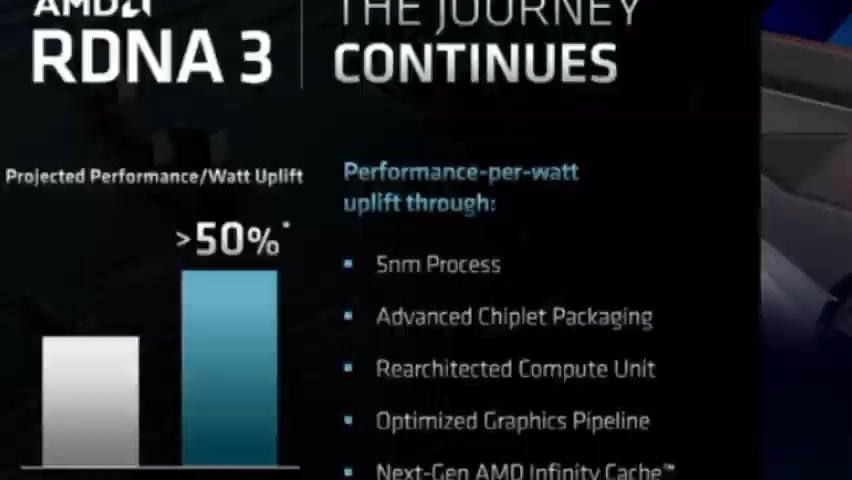 AMD
RDNA 3
THE JOURNEY
CONTINUES
Projected Performance/Watt Uplift
>50%*
Performance-per-watt
uplift through:
▪ 5nm Process
▪ Advanced Chiplet Packaging
▪ Rearchitected Compute Unit
▪ Optimized Graphics Pipeline
▪ Next-Gen AMD Infinity Cache™